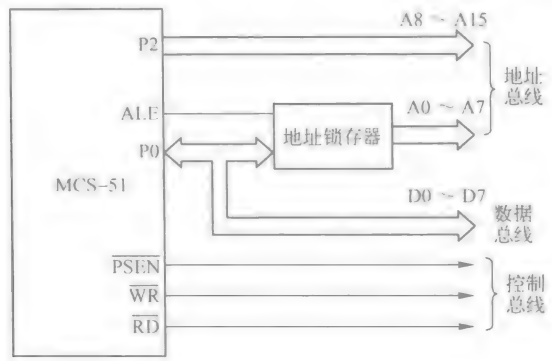 A8 ~ A15
P2
地址
总线
ALE
A0 ~ A7
地址锁存器
P0
MCS-51
D0 ~ D7
数据
总线
PSEN
控制
总线
WR
RD